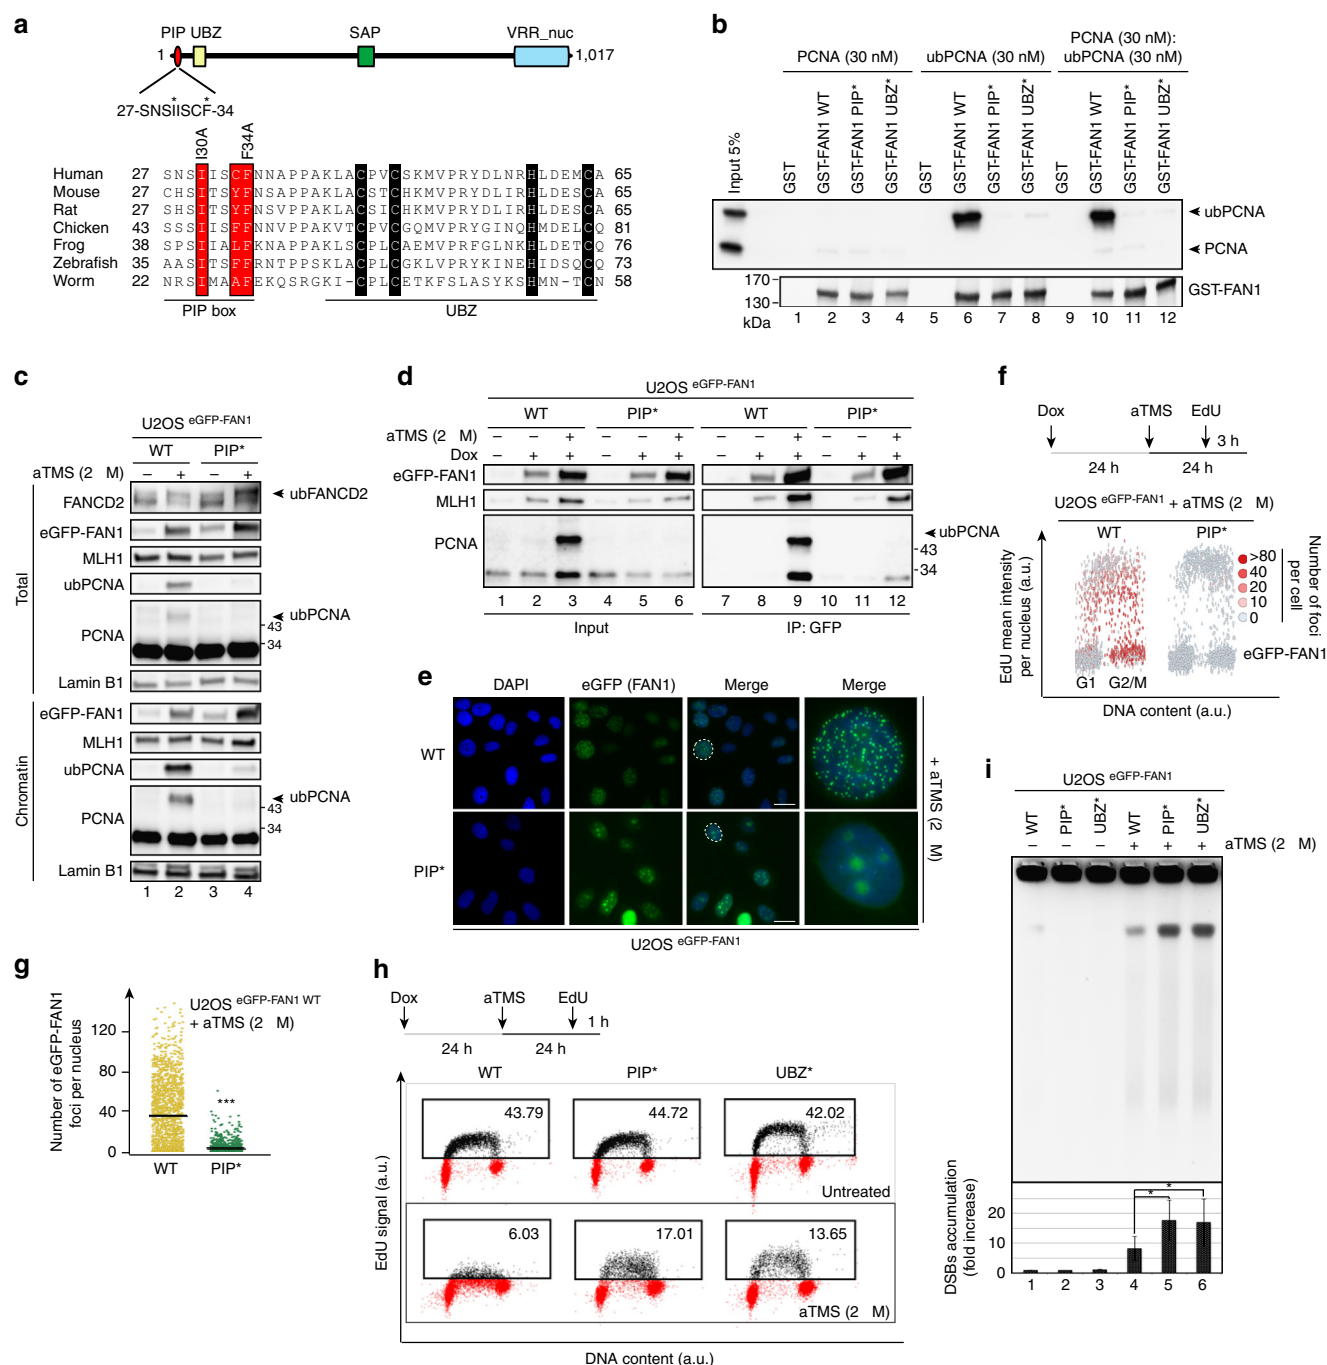 a
PIP UBZ SAP VRR_nuc
1 1,017
* *
27-SNSIISCF-34
I30A F34A
Human 27 SNSIISCFNNAPPAKLACPVCSKMVPRYDLNRHLDEMCA 65
Mouse 27 CHSITSYFNSAPPAKLACSTCHKMVPRYDLIRHLDESCA 65
Rat 27 SHSITSYFNSVPPAKLACSICHKMVPRYDLIRHLDESCA 65
Chicken 43 SSSIISFFKNAPPAKVTCPVCGQMVPRYGLNQHLDEICQ 81
Frog 38 SPSIIALFKNAPPAKLSCPLCAEMVPRFGLNKHLDETCQ 76
Zebrafish 35 AASITSFFRNTPPSKLACPLCGKLVPRYKINEHIDSQCQ 73
Worm 22 NRSIMAAFEKQSRGKI-CPLCETKFSLASYKSHMN-TCN 58
PIP box UBZ
b
PCNA (30 nM) ubPCNA (30 nM) PCNA (30 nM):
ubPCNA (30 nM)
Input 5% GST GST-FAN1 WT GST-FAN1 PIP* GST-FAN1 UBZ* GST GST-FAN1 WT GST-FAN1 PIP* GST-FAN1 UBZ* GST GST-FAN1 WT GST-FAN1 PIP* GST-FAN1 UBZ*
ubPCNA
PCNA
170
130
GST-FAN1
kDa 1 2 3 4 5 6 7 8 9 10 11 12
c
U2OS eGFP-FAN1
WT PIP*
aTMS (2 M) – + – +
Total
FANCD2 ubFANCD2
eGFP-FAN1
MLH1
ubPCNA
PCNA ubPCNA
43
34
Lamin B1
Chromatin
eGFP-FAN1
MLH1
ubPCNA
PCNA ubPCNA
43
34
Lamin B1
1 2 3 4
d
U2OS eGFP-FAN1
WT PIP* WT PIP*
aTMS (2 M) – – + – – + – – + – – +
Dox – + + – + + – + + – + +
eGFP-FAN1
MLH1
PCNA ubPCNA
43
34
1 2 3 4 5 6 7 8 9 10 11 12
Input IP: GFP
e
DAPI eGFP (FAN1) Merge Merge
WT
PIP*
+ aTMS (2 M)
U2OS eGFP-FAN1
f
Dox aTMS EdU
3 h
24 h 24 h
U2OS eGFP-FAN1 + aTMS (2 M)
WT PIP*
EdU mean intensity
per nucleus (a.u.)
>80
40
20
10
0
Number of foci
per cell
eGFP-FAN1
G1 G2/M
DNA content (a.u.)
g
Number of eGFP-FAN1
foci per nucleus
U2OS eGFP-FAN1 WT
+ aTMS (2 M)
120
80
40
0
***
WT PIP*
h
Dox aTMS EdU
1 h
24 h 24 h
WT PIP* UBZ*
EdU signal (a.u.)
43.79 44.72 42.02
Untreated
6.03 17.01 13.65
aTMS (2 M)
DNA content (a.u.)
i
U2OS eGFP-FAN1
WT PIP* UBZ* WT PIP* UBZ*
– – – + + + aTMS (2 M)
DSBs accumulation
(fold increase)
20
10
0
* *
1 2 3 4 5 6